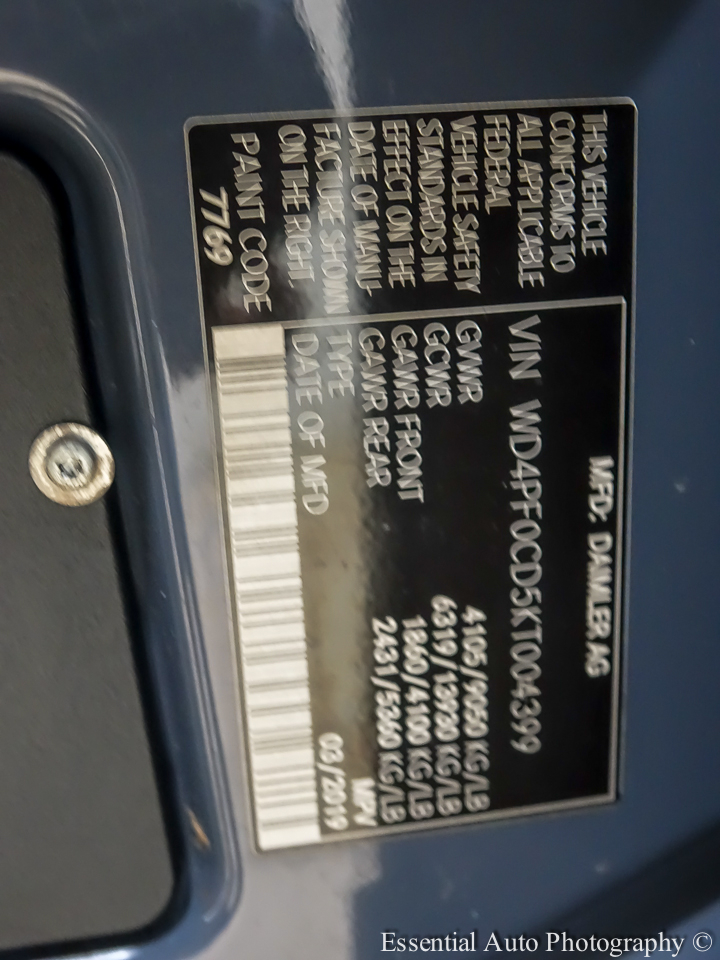 THIS VEHICLE
CONFORMS TO
ALL APPLICABLE
FEDERAL
VEHICLE SAFETY
STANDARDS IN
EFFECT ON THE
DATE OF MANU-
FACTURE SHOWN
ON THE RIGHT.
PAINT CODE
7769
MFD: DAIMLER AG
VIN WD4PF0CD5KT004399
GVWR 4105/9050 KG/LB
GCWR 6319/13930 KG/LB
GAWR FRONT 1860/4100 KG/LB
GAWR REAR 2431/5360 KG/LB
TYPE MPV
DATE OF MFD 03/2019
Essential Auto Photography ©